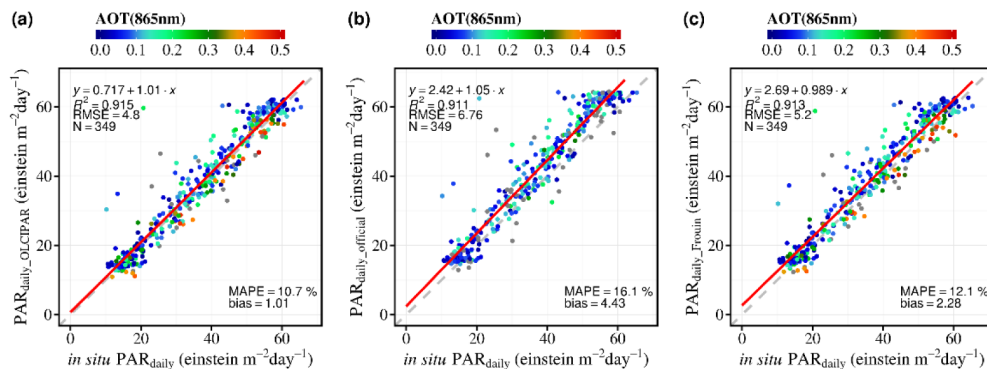 (a)
AOT(865nm)
0.0 0.1 0.2 0.3 0.4 0.5
y = 0.717 + 1.01 · x
R² = 0.915
RMSE = 4.8
N = 349
60
40
20
0
PARdaily_OLCIPAR (einstein m−2day−1)
MAPE = 10.7 %
bias = 1.01
0 20 40 60
in situ PARdaily (einstein m−2day−1)
(b)
AOT(865nm)
0.0 0.1 0.2 0.3 0.4 0.5
y = 2.42 + 1.05 · x
R² = 0.911
RMSE = 6.76
N = 349
60
40
20
0
PARdaily_official (einstein m−2day−1)
MAPE = 16.1 %
bias = 4.43
0 20 40 60
in situ PARdaily (einstein m−2day−1)
(c)
AOT(865nm)
0.0 0.1 0.2 0.3 0.4 0.5
y = 2.69 + 0.989 · x
R² = 0.913
RMSE = 5.2
N = 349
60
40
20
0
PARdaily_Frouin (einstein m−2day−1)
MAPE = 12.1 %
bias = 2.28
0 20 40 60
in situ PARdaily (einstein m−2day−1)